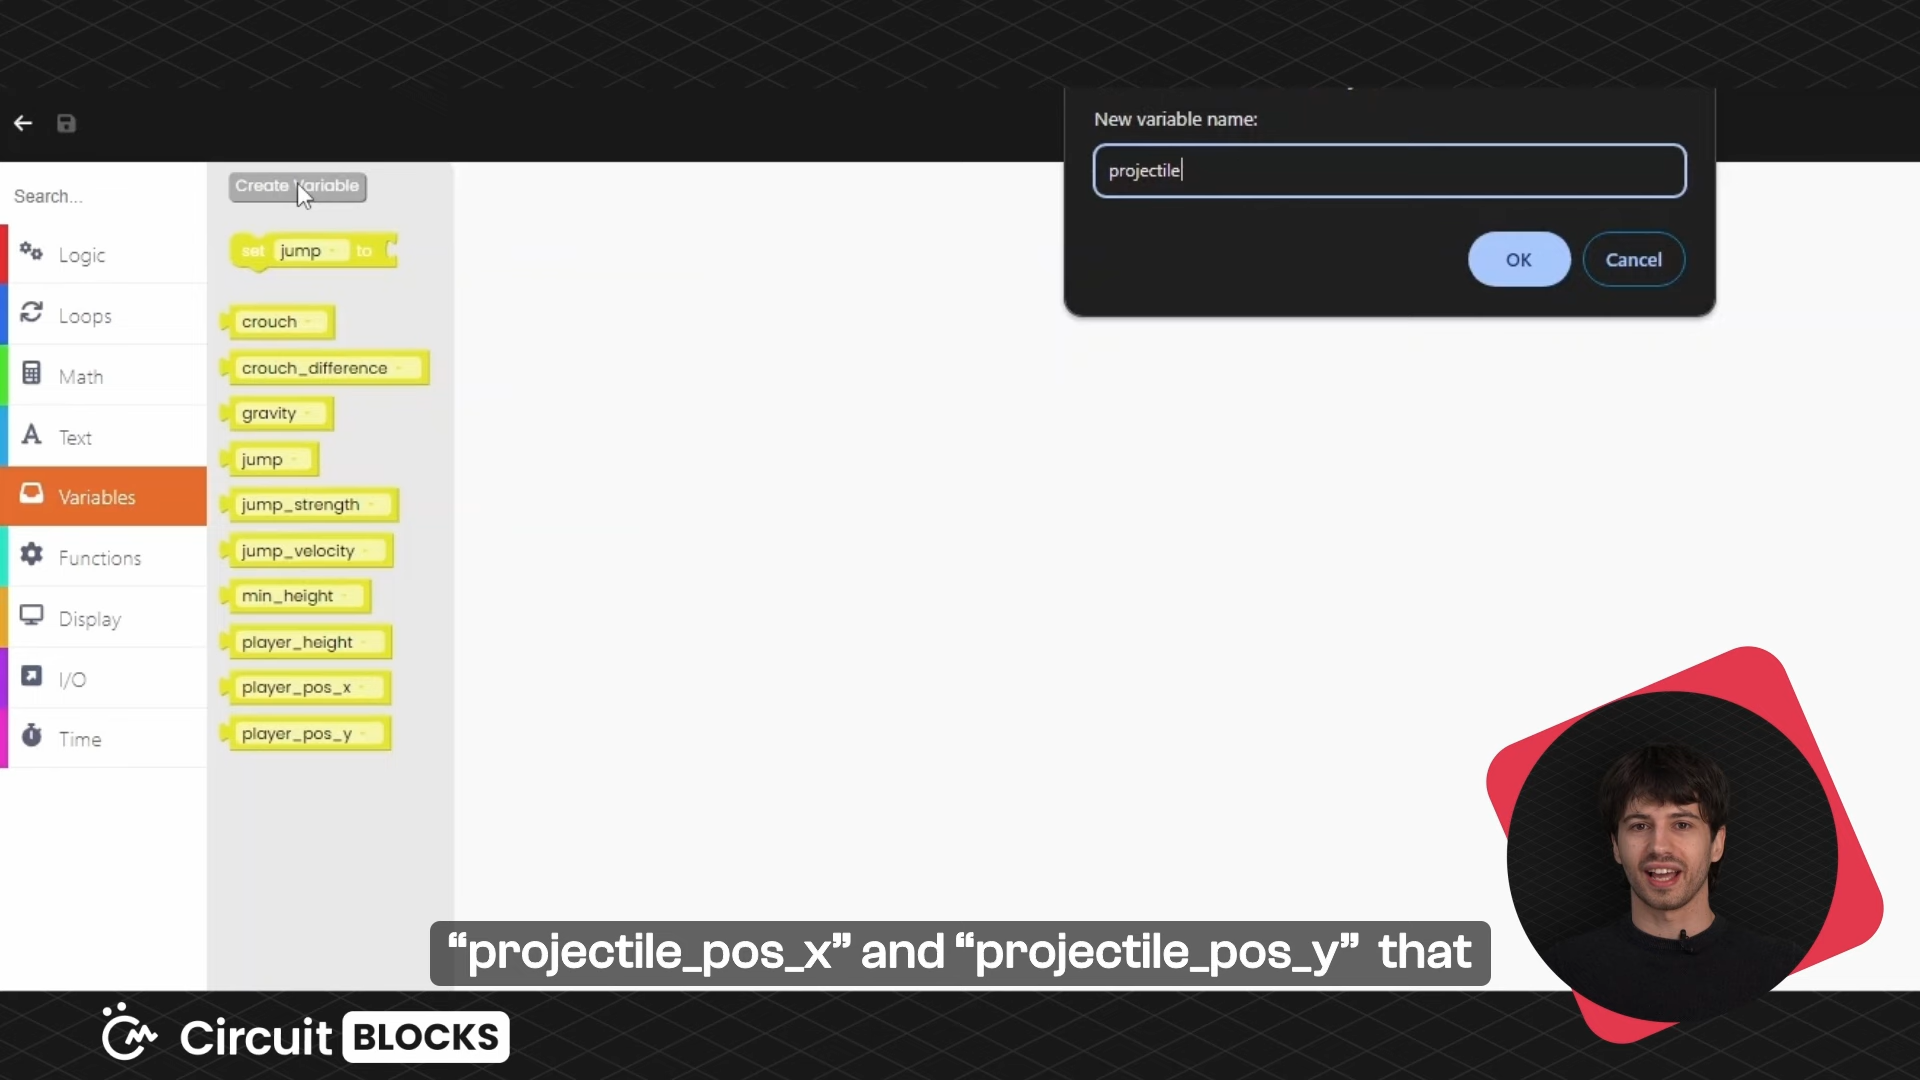 New variable name:
projectile
OK
Cancel
Search...
Logic
Loops
Math
Text
Variables
Functions
Display
I/O
Time
Create Variable
set jump to
crouch
crouch_difference
gravity
jump
jump_strength
jump_velocity
min_height
player_height
player_pos_x
player_pos_y
“projectile_pos_x” and “projectile_pos_y” that
Circuit BLOCKS